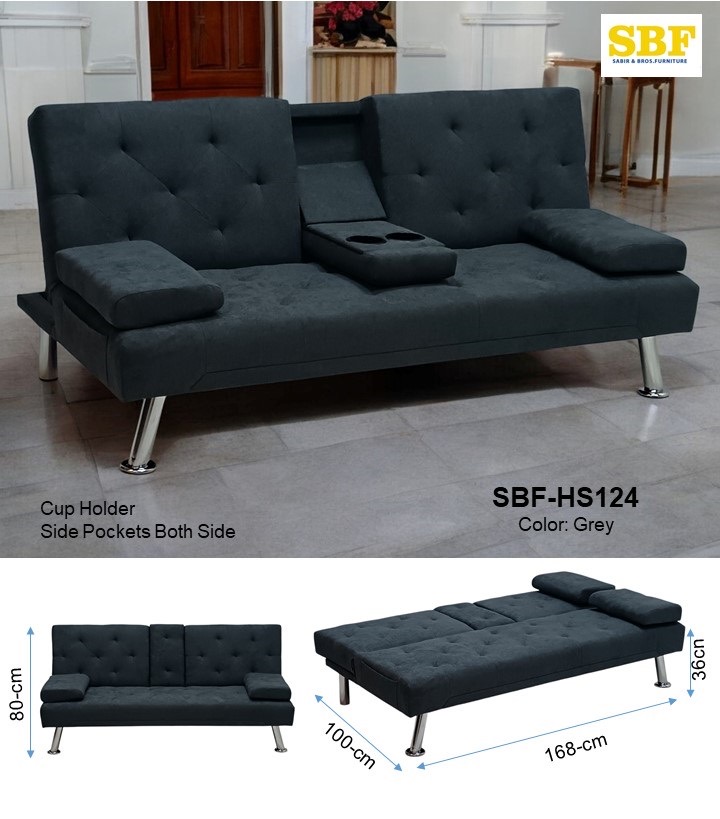 SBF
SABIR & BROS.FURNITURE
Cup Holder
Side Pockets Both Side
SBF-HS124
Color: Grey
80-cm
100-cm
168-cm
36cn